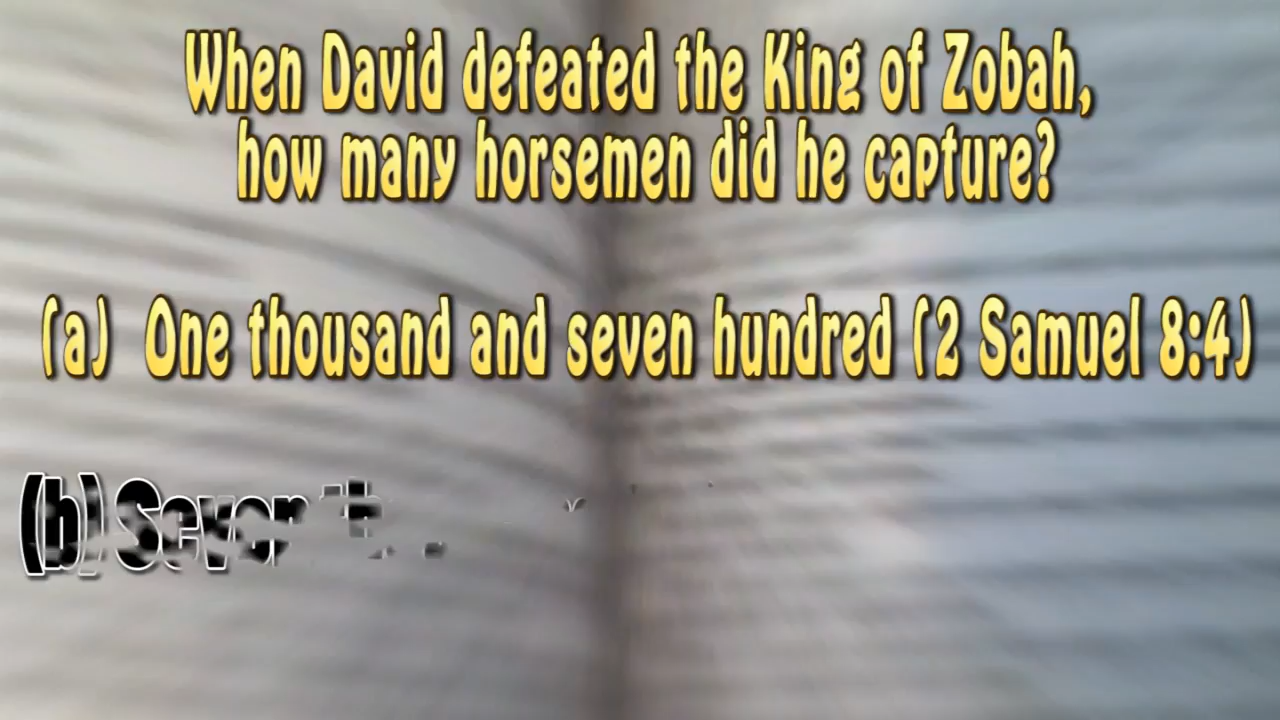 When David defeated the King of Zobah,
how many horsemen did he capture?
(a) One thousand and seven hundred (2 Samuel 8:4)
(b) Seven